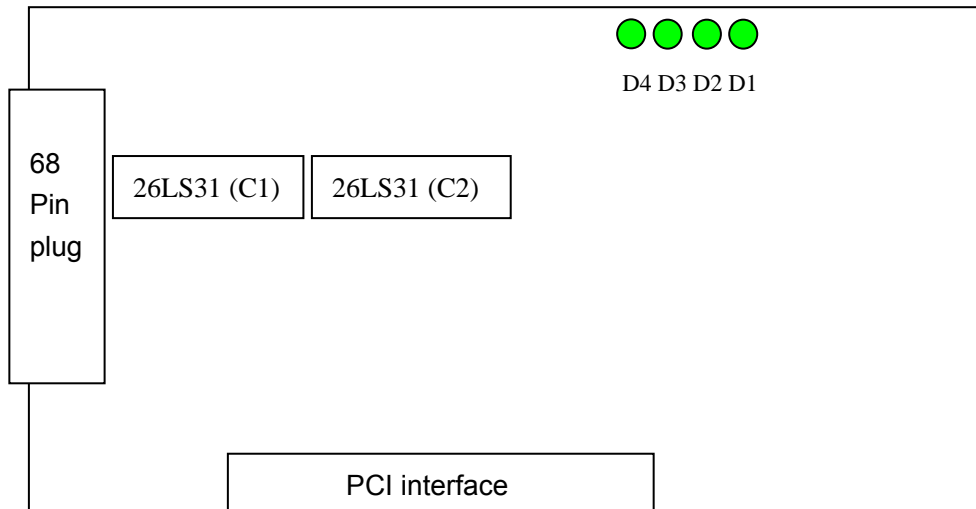 D4 D3 D2 D1
68
Pin
plug
26LS31 (C1)
26LS31 (C2)
PCI interface